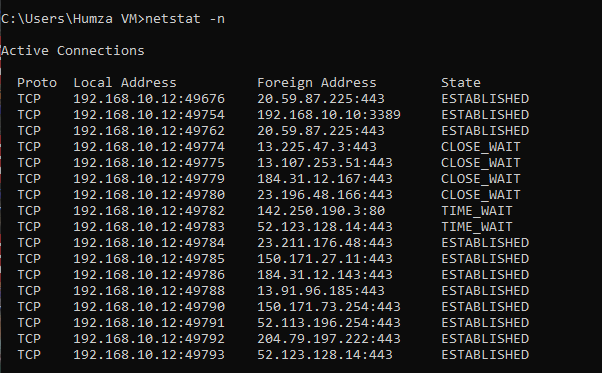 C:\Users\Humza VM>netstat -n
Active Connections
Proto Local Address Foreign Address State
TCP 192.168.10.12:49676 20.59.87.225:443 ESTABLISHED
TCP 192.168.10.12:49754 192.168.10.10:3389 ESTABLISHED
TCP 192.168.10.12:49762 20.59.87.225:443 ESTABLISHED
TCP 192.168.10.12:49774 13.225.47.3:443 CLOSE_WAIT
TCP 192.168.10.12:49775 13.107.253.51:443 CLOSE_WAIT
TCP 192.168.10.12:49779 184.31.12.167:443 CLOSE_WAIT
TCP 192.168.10.12:49780 23.196.48.166:443 CLOSE_WAIT
TCP 192.168.10.12:49782 142.250.190.3:80 TIME_WAIT
TCP 192.168.10.12:49783 52.123.128.14:443 TIME_WAIT
TCP 192.168.10.12:49784 23.211.176.48:443 ESTABLISHED
TCP 192.168.10.12:49785 150.171.27.11:443 ESTABLISHED
TCP 192.168.10.12:49786 184.31.12.143:443 ESTABLISHED
TCP 192.168.10.12:49788 13.91.96.185:443 ESTABLISHED
TCP 192.168.10.12:49790 150.171.73.254:443 ESTABLISHED
TCP 192.168.10.12:49791 52.113.196.254:443 ESTABLISHED
TCP 192.168.10.12:49792 204.79.197.222:443 ESTABLISHED
TCP 192.168.10.12:49793 52.123.128.14:443 ESTABLISHED